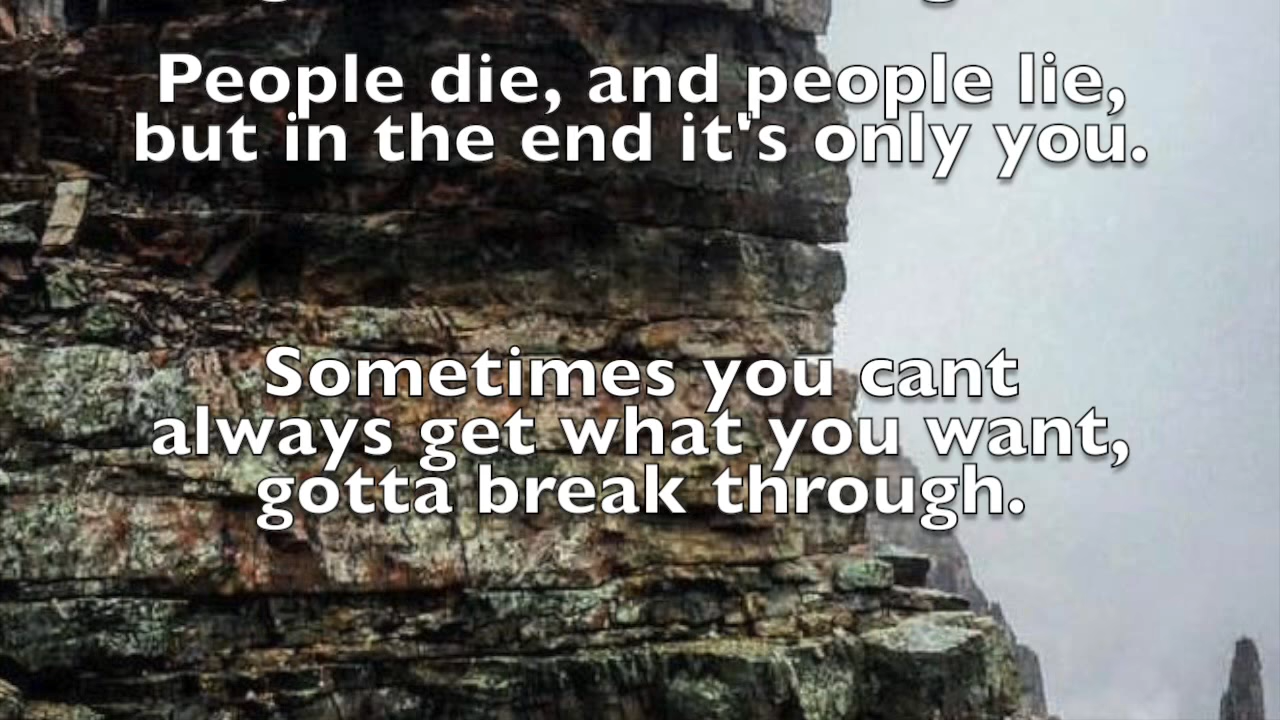 People die, and people lie,
but in the end it's only you.
Sometimes you cant
always get what you want,
gotta break through.